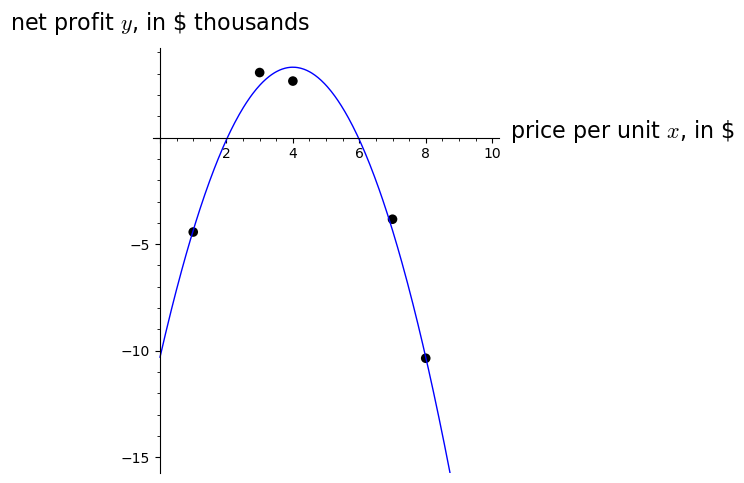 net profit y, in $ thousands
price per unit x, in $
2 4 6 8 10
−5
−10
−15